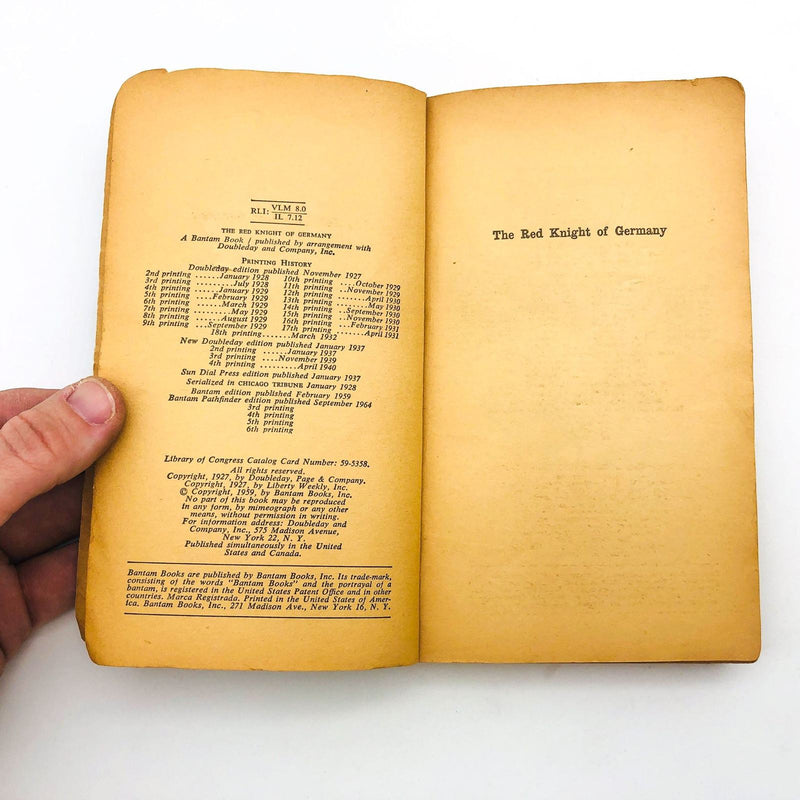 RLI: VLM 8.0
IL 7.12
THE RED KNIGHT OF GERMANY
A Bantam Book / published by arrangement with
Doubleday and Company, Inc.
PRINTING HISTORY
Doubleday edition published November 1927
2nd printing ......January 1928 10th printing ....October 1929
3rd printing .......July 1928 11th printing ..November 1929
4th printing .....January 1929 12th printing .......April 1930
5th printing ....February 1929 13th printing ........May 1930
6th printing .......March 1929 14th printing ..September 1930
7th printing .........May 1929 15th printing ..November 1930
8th printing ......August 1929 16th printing ...February 1931
9th printing ...September 1929 17th printing .......April 1931
18th printing.......March 1932
New Doubleday edition published January 1937
2nd printing ......January 1937
3rd printing ....November 1939
4th printing .........April 1940
Sun Dial Press edition published January 1937
Serialized in CHICAGO TRIBUNE January 1928
Bantam edition published February 1959
Bantam Pathfinder edition published September 1964
3rd printing
4th printing
5th printing
6th printing
Library of Congress Catalog Card Number: 59-5358.
All rights reserved.
Copyright, 1927, by Doubleday, Page & Company.
Copyright, 1927, by Liberty Weekly, Inc.
© Copyright, 1959, by Bantam Books, Inc.
No part of this book may be reproduced
in any form, by mimeograph or any other
means, without permission in writing.
For information address: Doubleday and
Company, Inc., 575 Madison Avenue,
New York 22, N. Y.
Published simultaneously in the United
States and Canada.
Bantam Books are published by Bantam Books, Inc. Its trade-mark,
consisting of the words "Bantam Books" and the portrayal of a
bantam, is registered in the United States Patent Office and in other
countries. Marca Registrada. Printed in the United States of Amer-
ica. Bantam Books, Inc., 271 Madison Ave., New York 16, N. Y.
The Red Knight of Germany